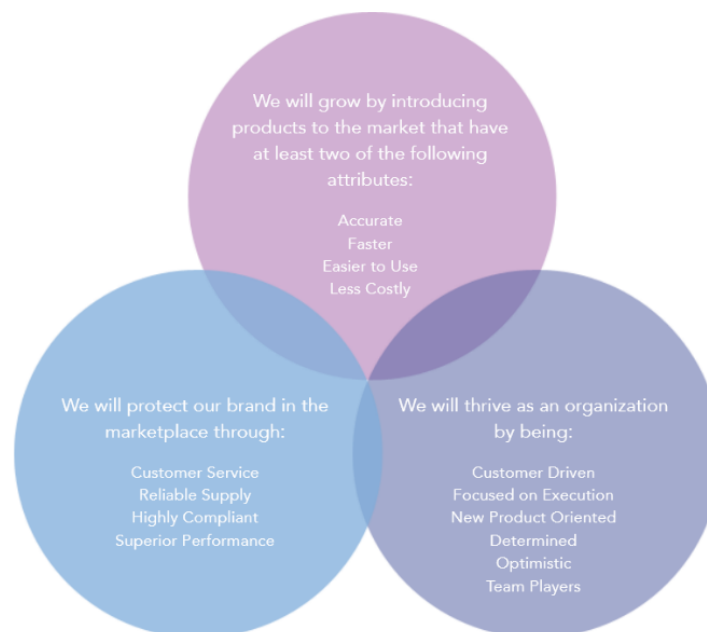 We will grow by introducing
products to the market that have
at least two of the following
attributes:
Accurate
Faster
Easier to Use
Less Costly
We will protect our brand in the
marketplace through:
Customer Service
Reliable Supply
Highly Compliant
Superior Performance
We will thrive as an organization
by being:
Customer Driven
Focused on Execution
New Product Oriented
Determined
Optimistic
Team Players